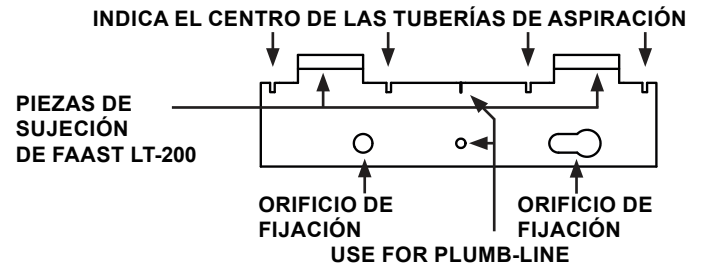 INDICA EL CENTRO DE LAS TUBERÍAS DE ASPIRACIÓN
PIEZAS DE
SUJECIÓN
DE FAAST LT-200
ORIFICIO DE
FIJACIÓN
ORIFICIO DE
FIJACIÓN
USE FOR PLUMB-LINE